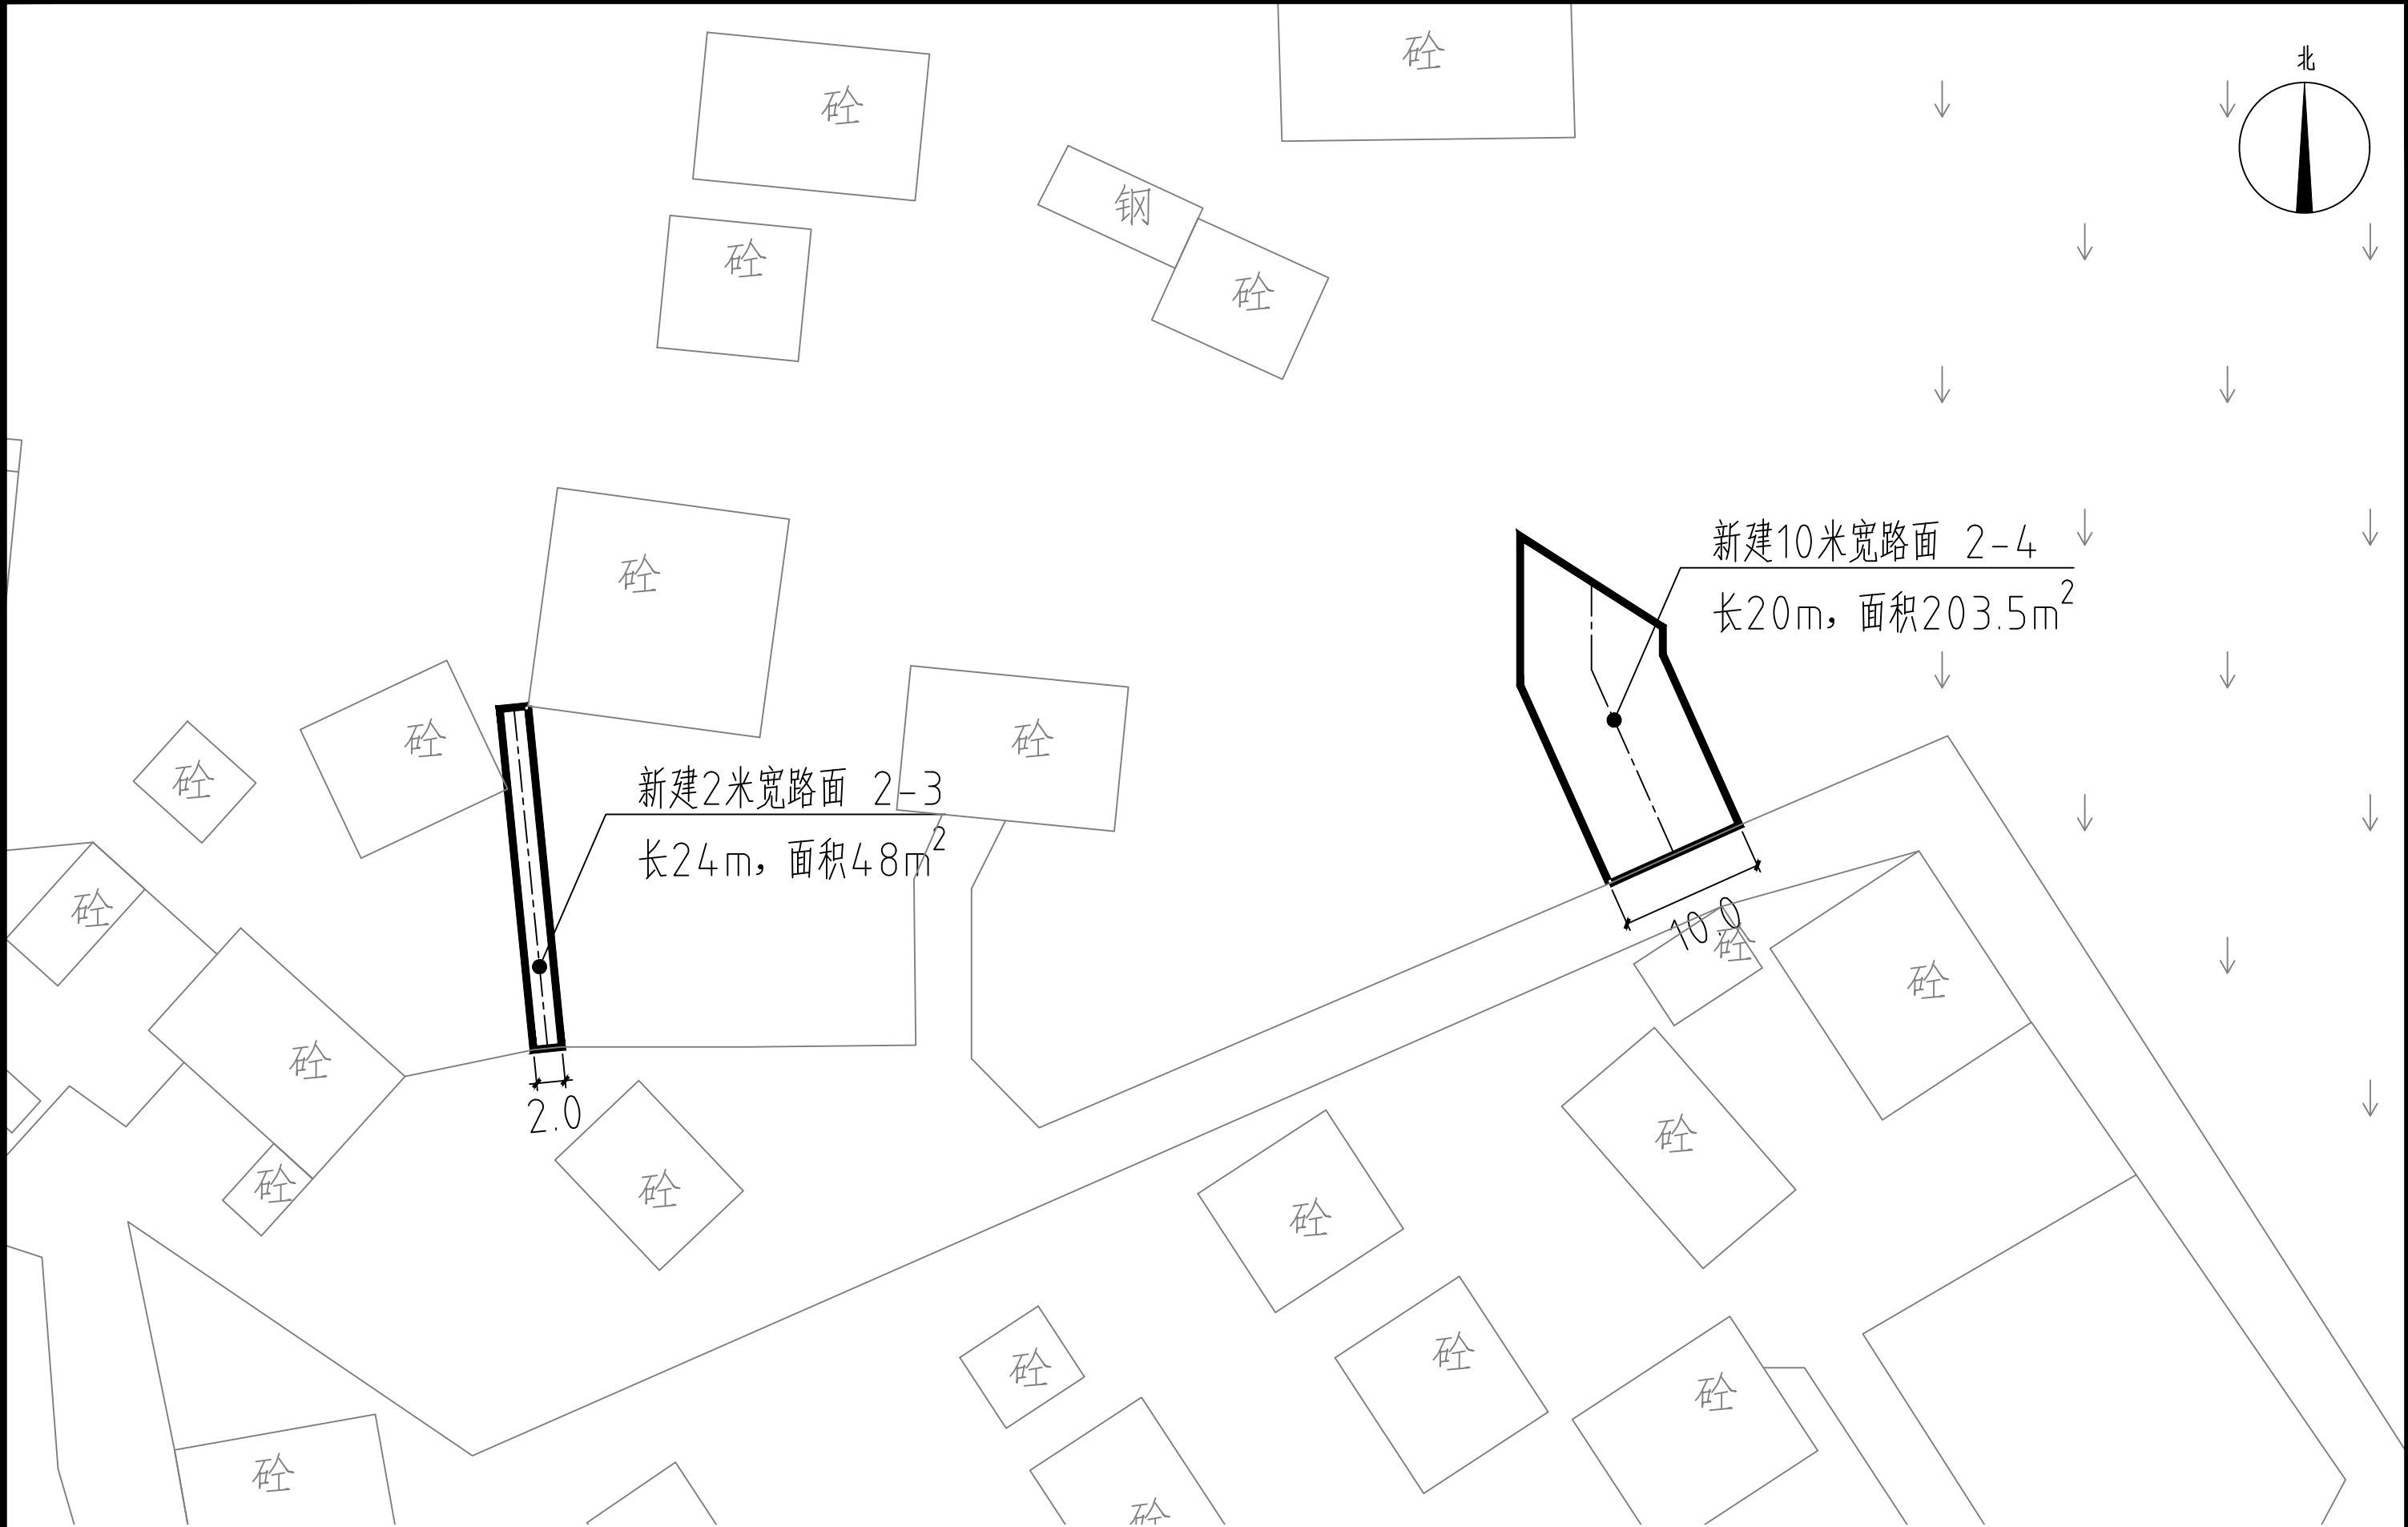 砼
北
砼
钢
砼
砼
新建10米宽路面 2-4
长20m，面积203.5m²
砼
砼
砼
砼
新建2米宽路面 2-3
长24m，面积48m²
砼
10.0
砼
砼
砼
2.0
砼
砼
砼
砼
砼
砼
砼
砼
砼